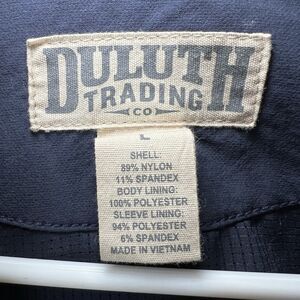 DULUTH
TRADING
CO
L
SHELL:
89% NYLON
11% SPANDEX
BODY LINING:
100% POLYESTER
SLEEVE LINING:
94% POLYESTER
6% SPANDEX
MADE IN VIETNAM